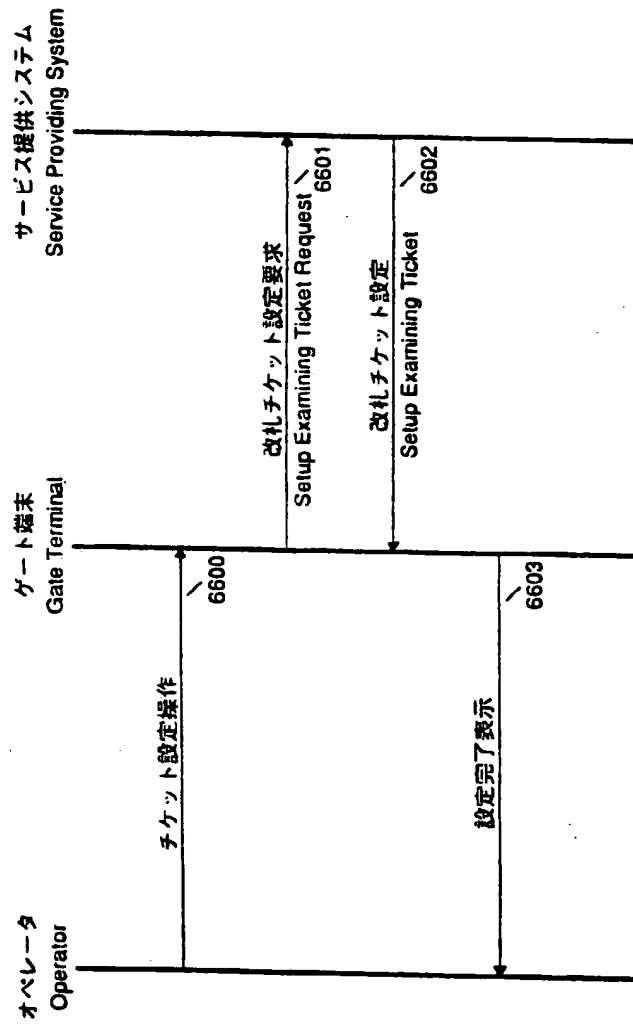 オペレータ
Operator
ゲート端末
Gate Terminal
サービス提供システム
Service Providing System
チケット設定操作
6600
改札チケット設定要求
Setup Examining Ticket Request
6601
改札チケット設定
Setup Examining Ticket
6602
設定完了表示
6603